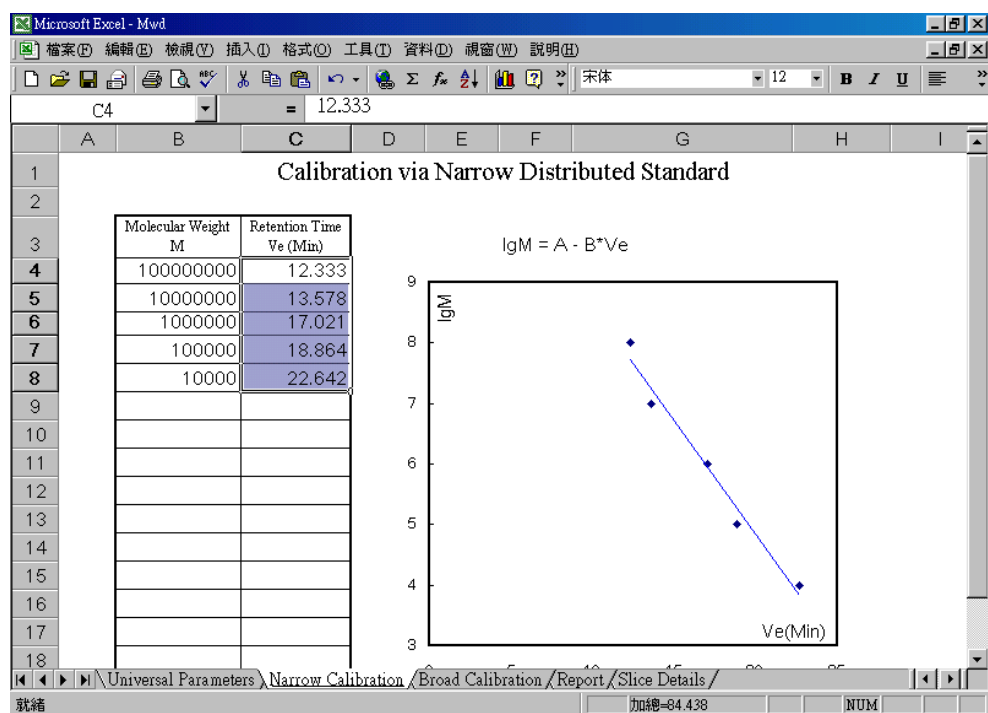 Microsoft Excel - Mwd
檔案(F) 編輯(E) 檢視(V) 插入(I) 格式(O) 工具(T) 資料(D) 視窗(W) 說明(H)
宋体 12 B I U
C4 = 12.333
A B C D E F G H I
1 Calibration via Narrow Distributed Standard
2
Molecular Weight Retention Time
3 M Ve (Min) lgM = A - B*Ve
4 100000000 12.333
5 10000000 13.578
6 1000000 17.021
7 100000 18.864
8 10000 22.642
9
10
11
12
13
14
15
16
17
18
9
lgM
8
7
6
5
4
Ve(Min)
3
Universal Parameters Narrow Calibration Broad Calibration Report Slice Details
就緒 加總=84.438 NUM